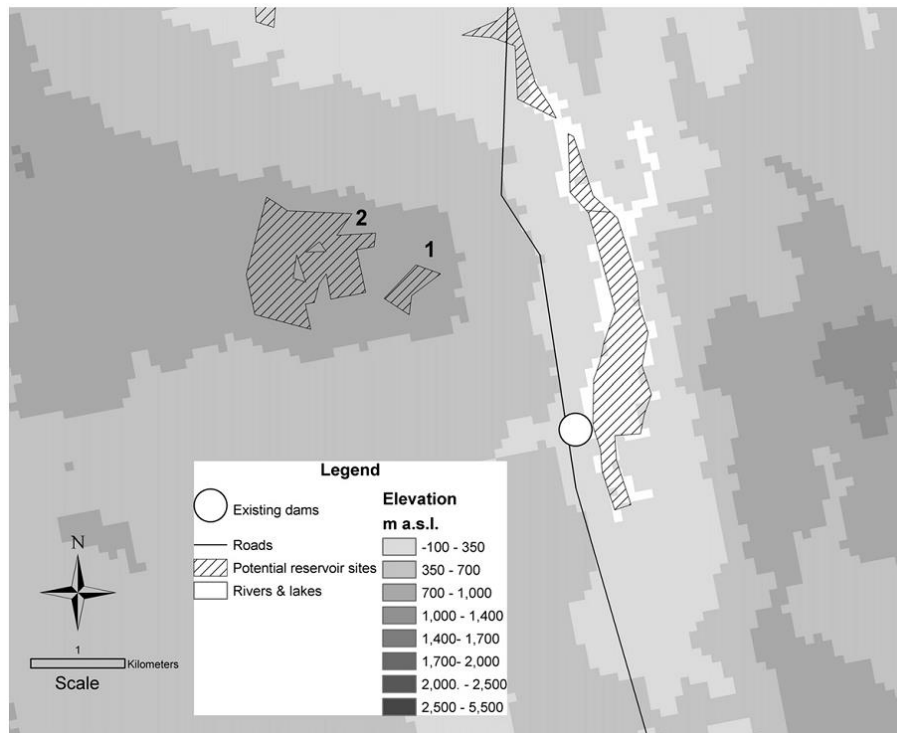 2
1
Legend
Existing dams
Roads
Potential reservoir sites
Rivers & lakes
Elevation
m a.s.l.
-100 - 350
350 - 700
700 - 1,000
1,000 - 1,400
1,400- 1,700
1,700- 2,000
2,000. - 2,500
2,500 - 5,500
N
1
Kilometers
Scale